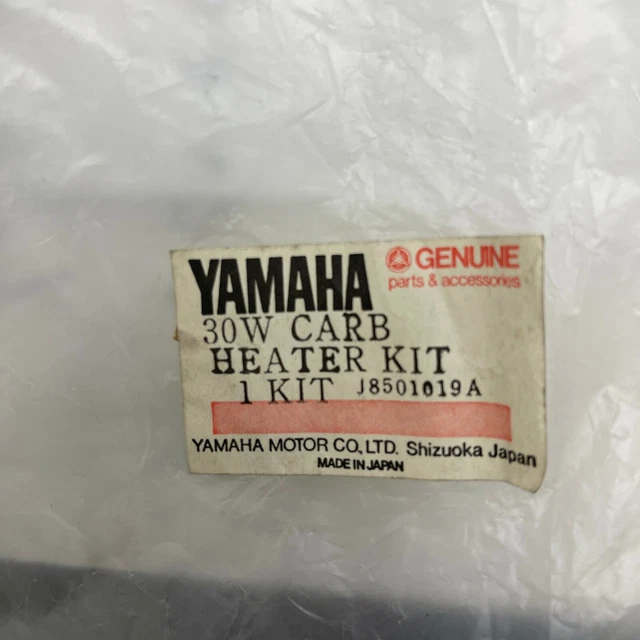 YAMAHA GENUINE
parts & accessories
30W CARB
HEATER KIT
1 KIT J8501019A
YAMAHA MOTOR CO., LTD. Shizuoka Japan
MADE IN JAPAN